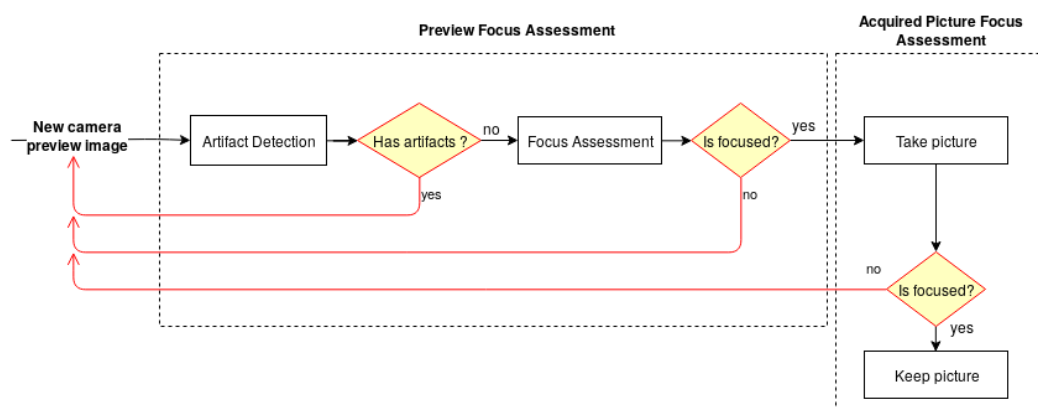 Preview Focus Assessment
Acquired Picture Focus
Assessment
New camera
preview image
Artifact Detection
Has artifacts ?
no
Focus Assessment
Is focused?
yes
Take picture
yes
no
no
Is focused?
yes
Keep picture